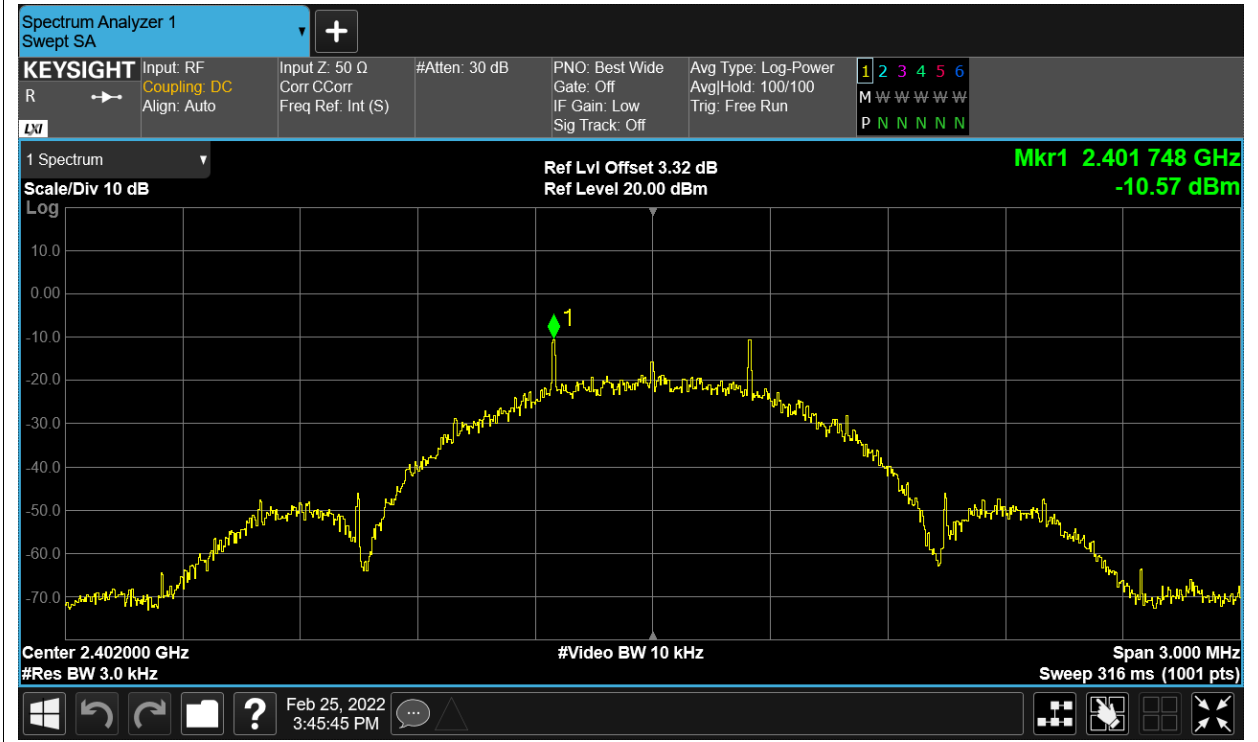 Spectrum Analyzer 1
Swept SA
+
KEYSIGHT
R
LXI
Input: RF
Coupling: DC
Align: Auto
Input Z: 50 Ω
Corr CCorr
Freq Ref: Int (S)
#Atten: 30 dB
PNO: Best Wide
Gate: Off
IF Gain: Low
Sig Track: Off
Avg Type: Log-Power
Avg|Hold: 100/100
Trig: Free Run
1 2 3 4 5 6
M W W W W W
P N N N N N
1 Spectrum
Scale/Div 10 dB
Log
Ref Lvl Offset 3.32 dB
Ref Level 20.00 dBm
Mkr1 2.401 748 GHz
-10.57 dBm
10.0
0.00
-10.0
-20.0
-30.0
-40.0
-50.0
-60.0
-70.0
1
Center 2.402000 GHz
#Res BW 3.0 kHz
#Video BW 10 kHz
Span 3.000 MHz
Sweep 316 ms (1001 pts)
?
Feb 25, 2022
3:45:45 PM